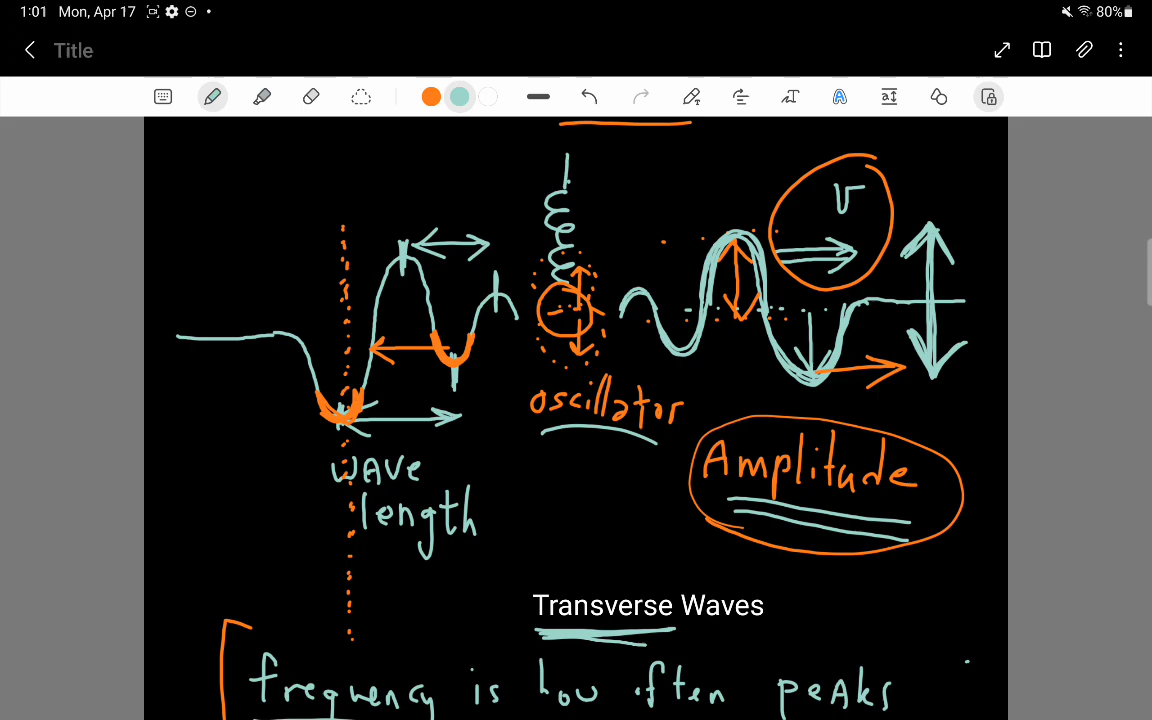 1:01 Mon, Apr 17
80%
Title
v
oscillator
Amplitude
wave
length
Transverse Waves
frequency is how often peaks